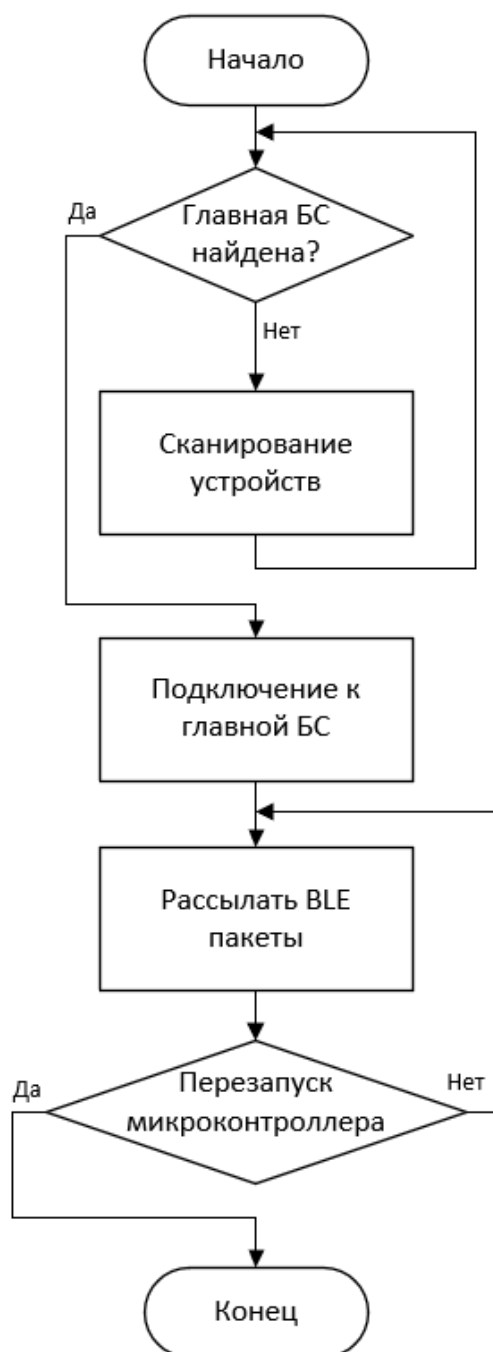 Начало
Да
Главная БС
найдена?
Нет
Сканирование
устройств
Подключение к
главной БС
Рассылать BLE
пакеты
Да
Перезапуск
микроконтроллера
Нет
Конец